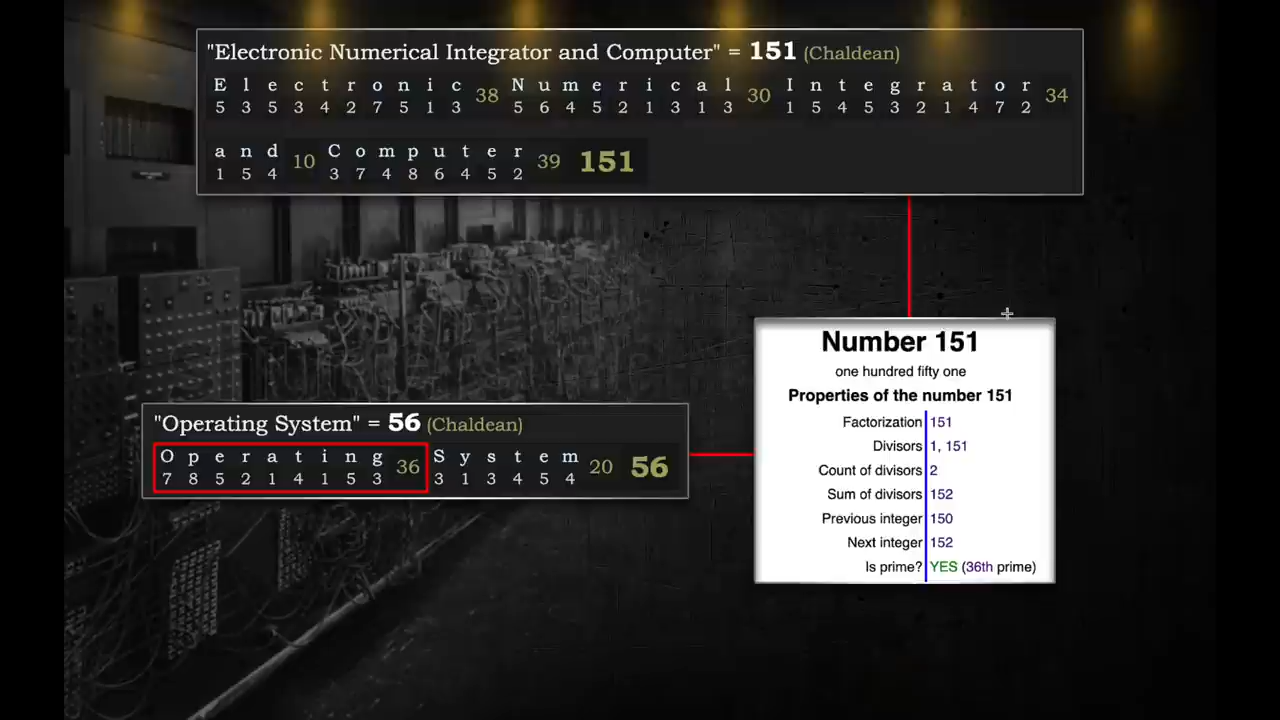 "Electronic Numerical Integrator and Computer" = 151 (Chaldean)
E l e c t r o n i c 38 N u m e r i c a l 30 I n t e g r a t o r 34
5 3 5 3 4 2 7 5 1 3 5 6 4 5 2 1 3 1 3 1 5 4 5 3 2 1 4 7 2
a n d 10 C o m p u t e r 39 151
1 5 4 3 7 4 8 6 4 5 2
Number 151
one hundred fifty one
Properties of the number 151
Factorization 151
Divisors 1, 151
Count of divisors 2
Sum of divisors 152
Previous integer 150
Next integer 152
Is prime? YES (36th prime)
"Operating System" = 56 (Chaldean)
O p e r a t i n g 36 S y s t e m 20 56
7 8 5 2 1 4 1 5 3 3 1 3 4 5 4